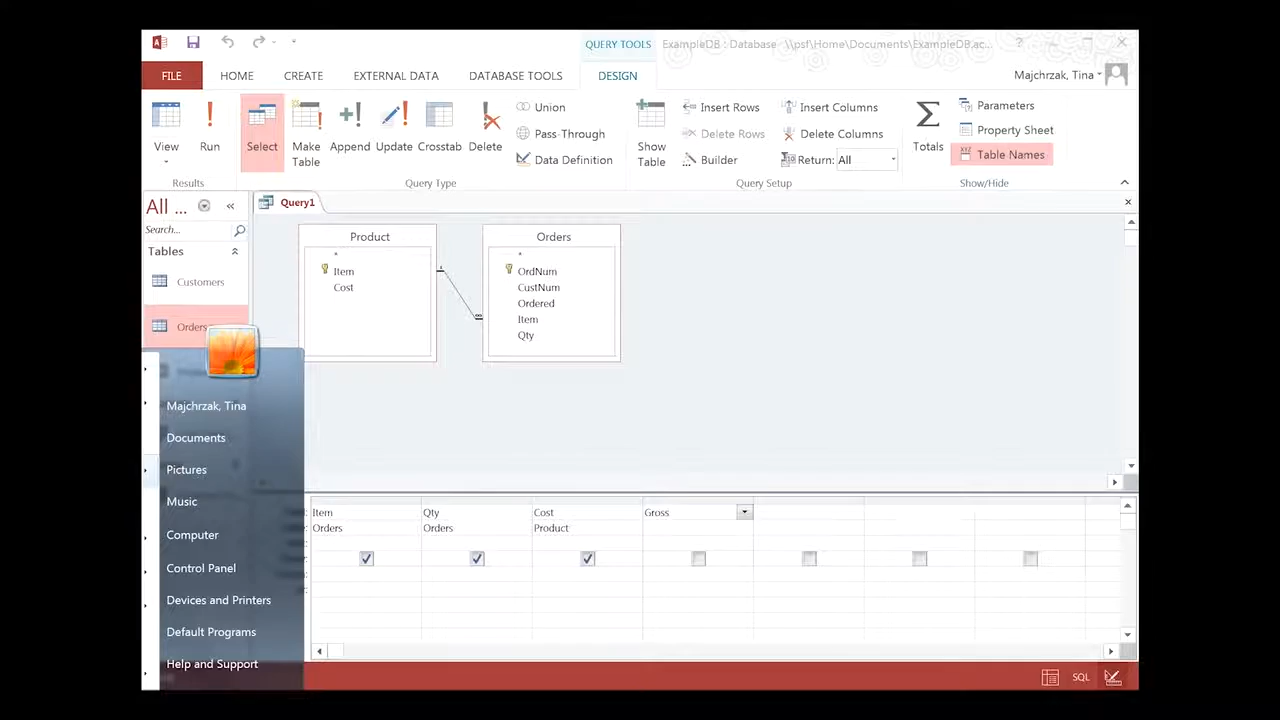 QUERY TOOLS
ExampleDB : Database \\psf\Home\Documents\ExampleDB.ac...
?
FILE
HOME
CREATE
EXTERNAL DATA
DATABASE TOOLS
DESIGN
Majchrzak, Tina
View
Run
Select
Make
Table
Append
Update
Crosstab
Delete
Union
Pass-Through
Data Definition
Show
Table
Insert Rows
Delete Rows
Builder
Insert Columns
Delete Columns
Return: All
Totals
Parameters
Property Sheet
Table Names
Results
Query Type
Query Setup
Show/Hide
All ...
Search...
Tables
Customers
Orders
Query1
Product
*
Item
Cost
Orders
*
OrdNum
CustNum
Ordered
Item
Qty
Majchrzak, Tina
Documents
Pictures
Music
Computer
Control Panel
Devices and Printers
Default Programs
Help and Support
Item Qty Cost Gross
Orders Orders Product
SQL